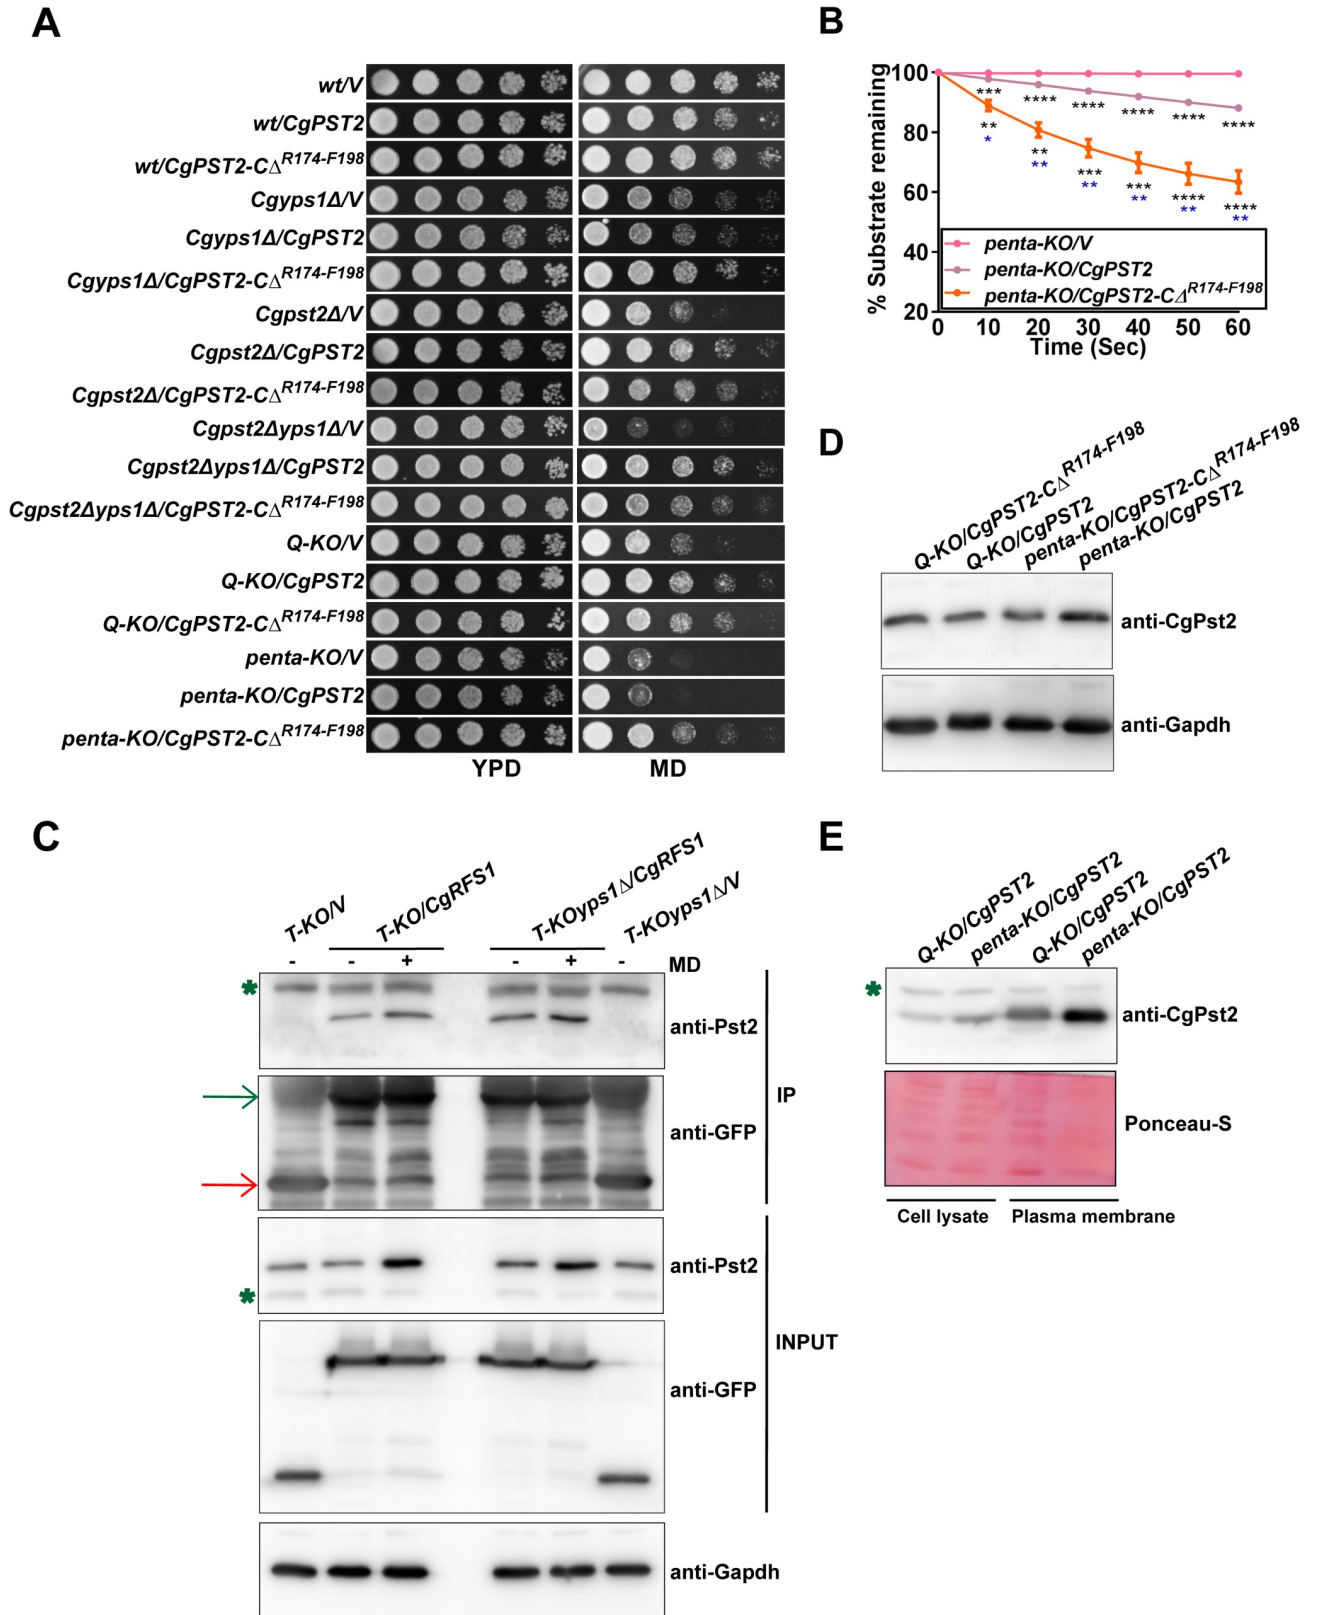 A
wt/V
wt/CgPST2
wt/CgPST2-CΔR174-F198
Cgyps1Δ/V
Cgyps1Δ/CgPST2
Cgyps1Δ/CgPST2-CΔR174-F198
Cgpst2Δ/V
Cgpst2Δ/CgPST2
Cgpst2Δ/CgPST2-CΔR174-F198
Cgpst2Δyps1Δ/V
Cgpst2Δyps1Δ/CgPST2
Cgpst2Δyps1Δ/CgPST2-CΔR174-F198
Q-KO/V
Q-KO/CgPST2
Q-KO/CgPST2-CΔR174-F198
penta-KO/V
penta-KO/CgPST2
penta-KO/CgPST2-CΔR174-F198
YPD MD
B
% Substrate remaining
100
80
60
40
20
*** **** **** **** **** ****
** ** *** *** **** ****
* ** ** ** ** **
penta-KO/V
penta-KO/CgPST2
penta-KO/CgPST2-CΔR174-F198
0 10 20 30 40 50 60
Time (Sec)
D
Q-KO/CgPST2-CΔR174-F198
Q-KO/CgPST2
penta-KO/CgPST2-CΔR174-F198
penta-KO/CgPST2
anti-CgPst2
anti-Gapdh
C
T-KO/V
T-KO/CgRFS1
T-KOyps1Δ/CgRFS1
T-KOyps1Δ/V
- - + - + - MD
*
anti-Pst2
anti-GFP
IP
anti-Pst2
*
anti-GFP
INPUT
anti-Gapdh
E
Q-KO/CgPST2
penta-KO/CgPST2
Q-KO/CgPST2
penta-KO/CgPST2
*
anti-CgPst2
Ponceau-S
Cell lysate Plasma membrane